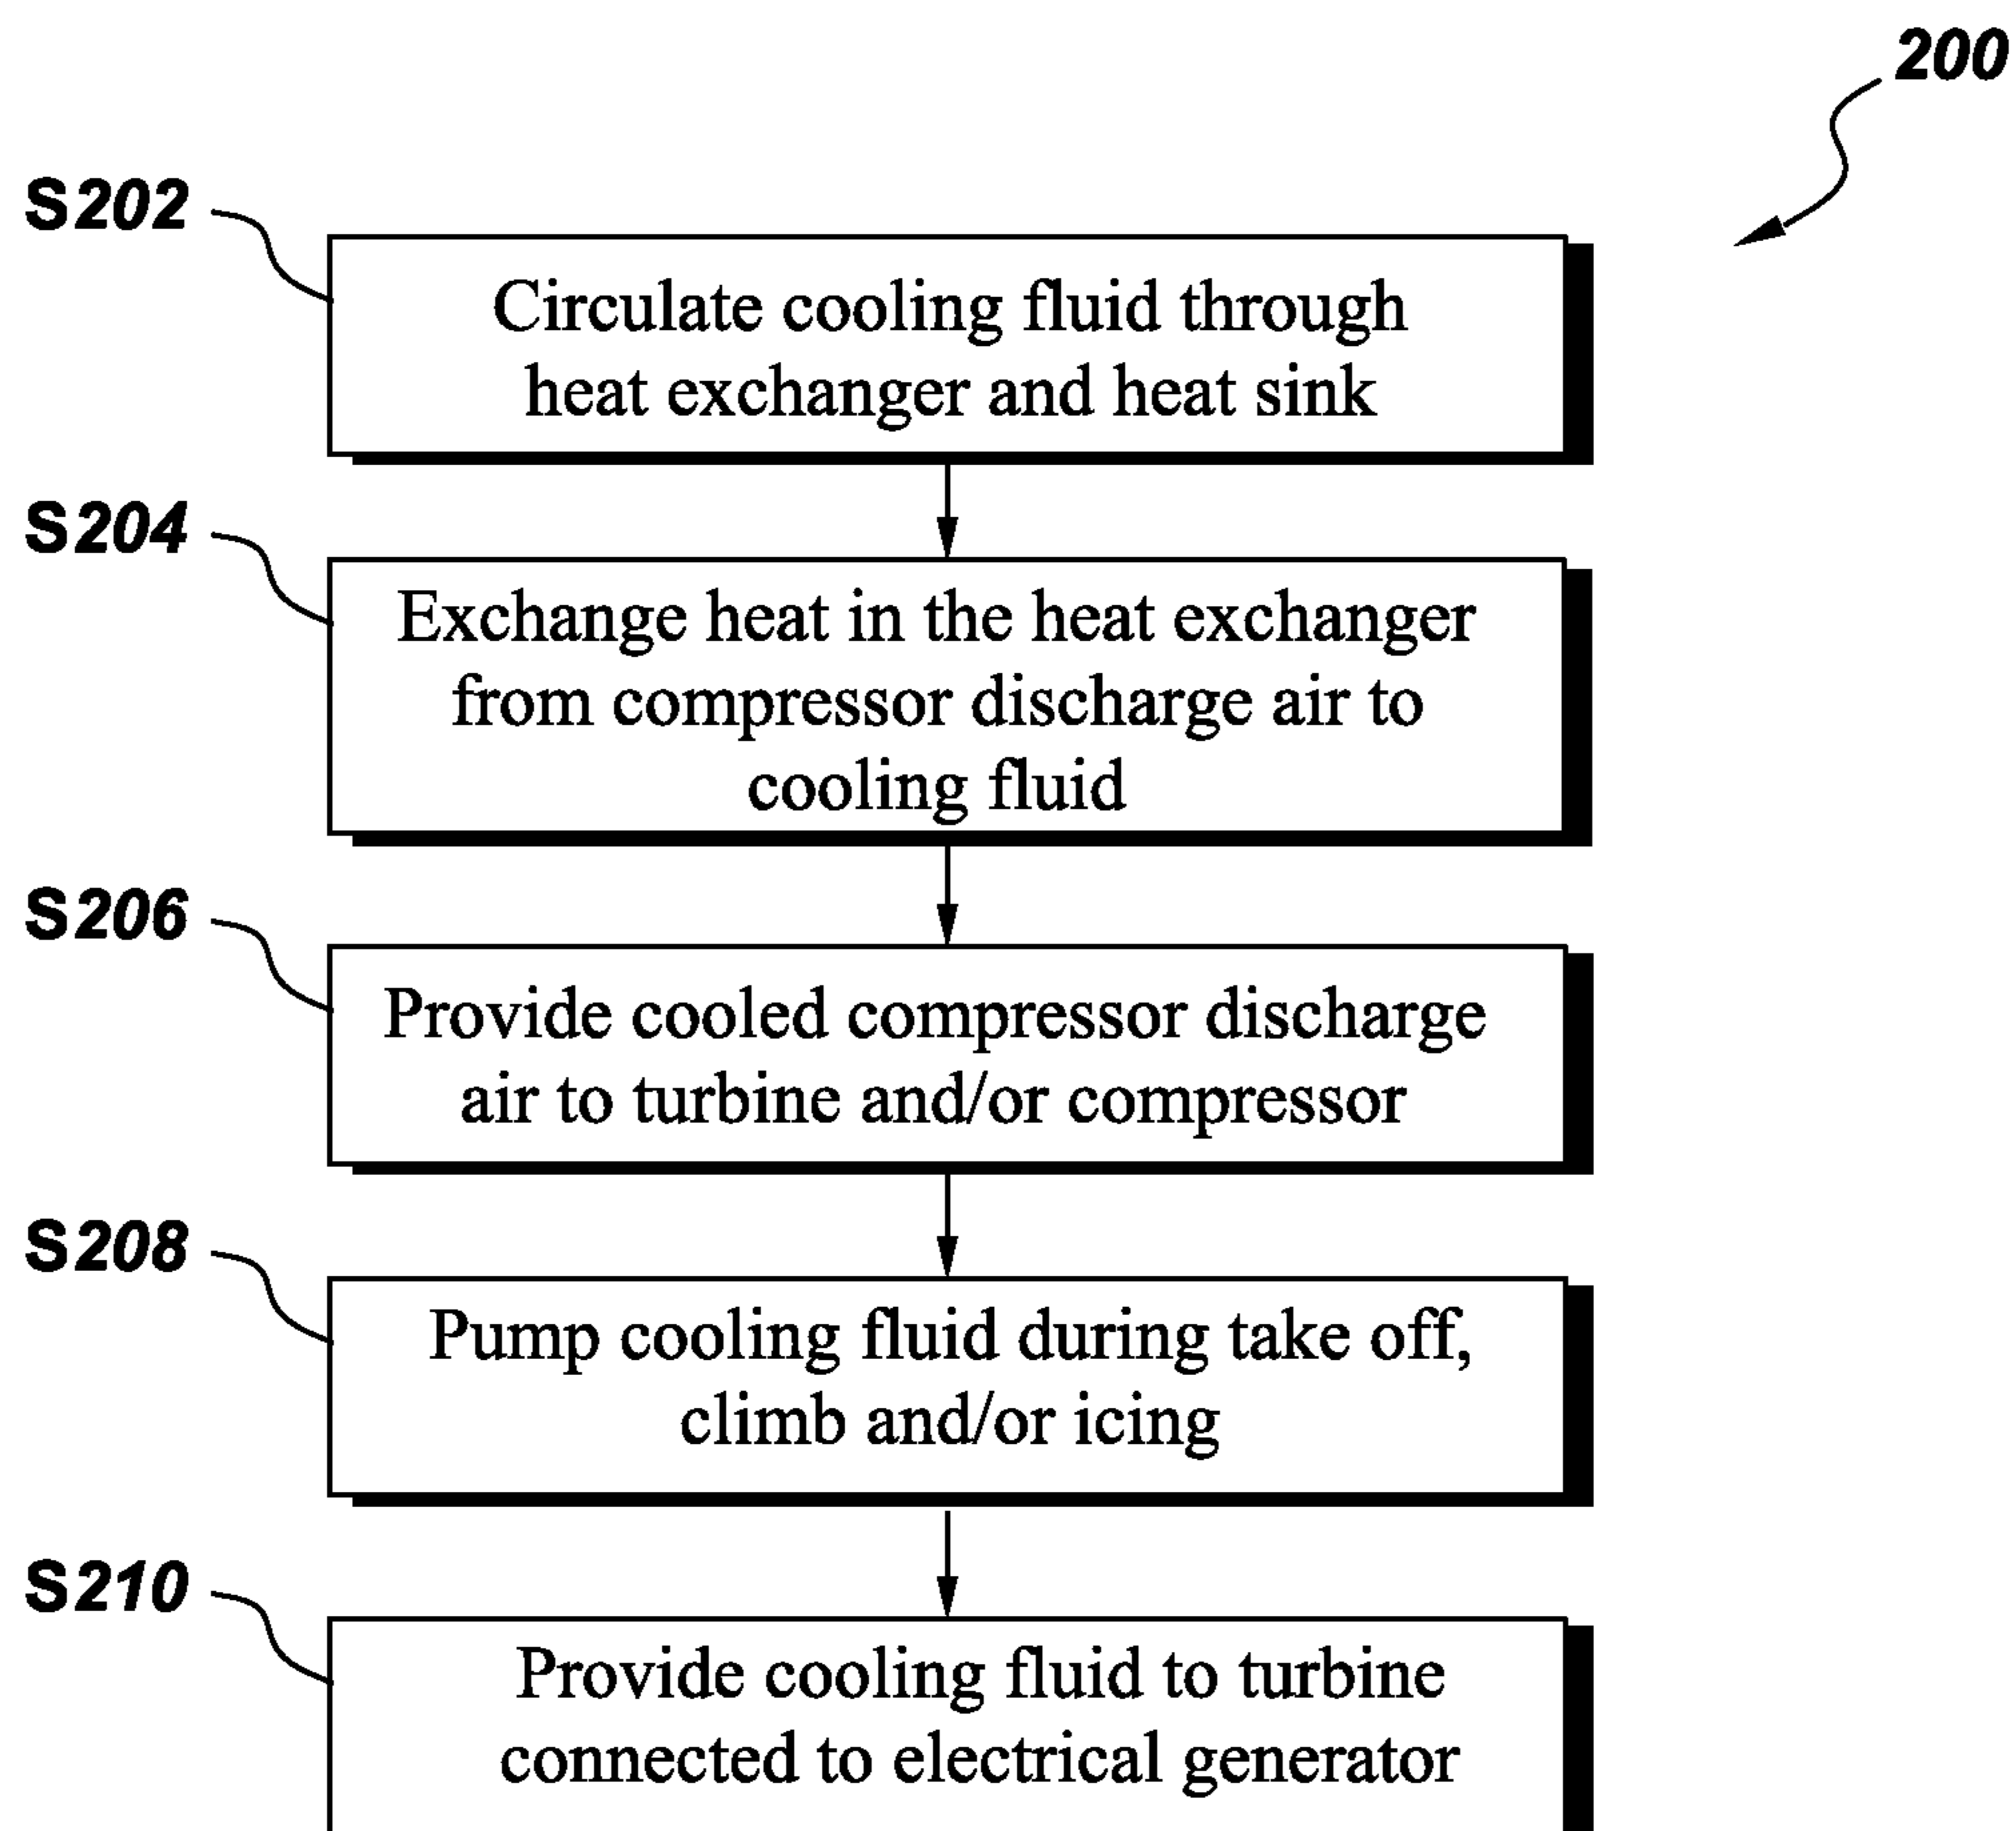 200
S202
Circulate cooling fluid through
heat exchanger and heat sink
S204
Exchange heat in the heat exchanger
from compressor discharge air to
cooling fluid
S206
Provide cooled compressor discharge
air to turbine and/or compressor
S208
Pump cooling fluid during take off,
climb and/or icing
S210
Provide cooling fluid to turbine
connected to electrical generator